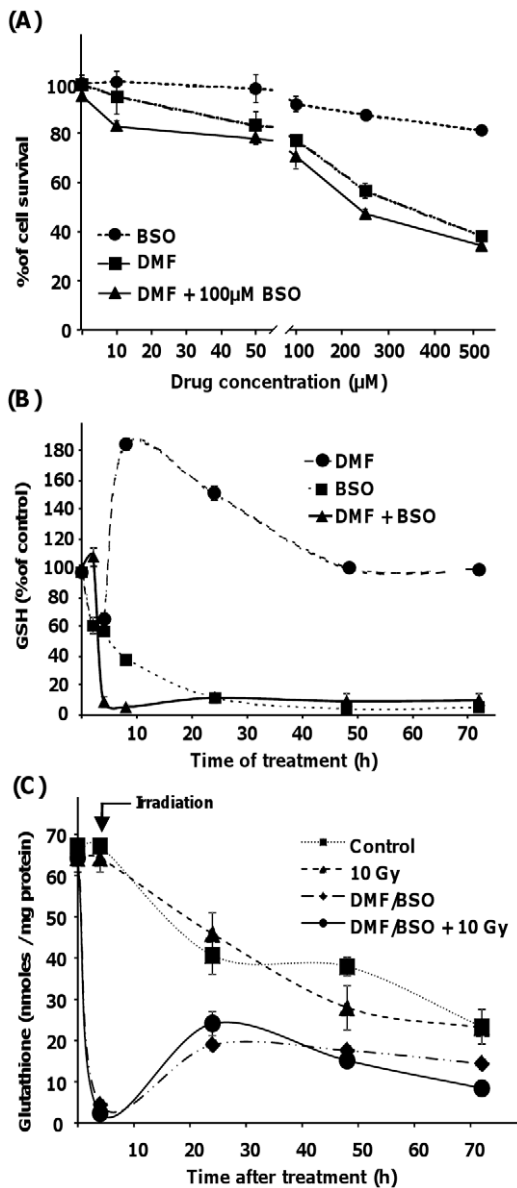 (A)
100
80
60
40
20
0
%of cell survival
BSO
DMF
DMF + 100µM BSO
0 10 20 30 40 50 100 200 300 400 500
Drug concentration (µM)
(B)
180
160
140
120
100
80
60
40
20
0
GSH (%of control)
DMF
BSO
DMF + BSO
10 20 30 40 50 60 70
Time of treatment (h)
(C)
Irradiation
70
60
50
40
30
20
10
0
Glutathione (nmoles /mg protein)
Control
10 Gy
DMF/BSO
DMF/BSO + 10 Gy
0 10 20 30 40 50 60 70
Time after treatment (h)